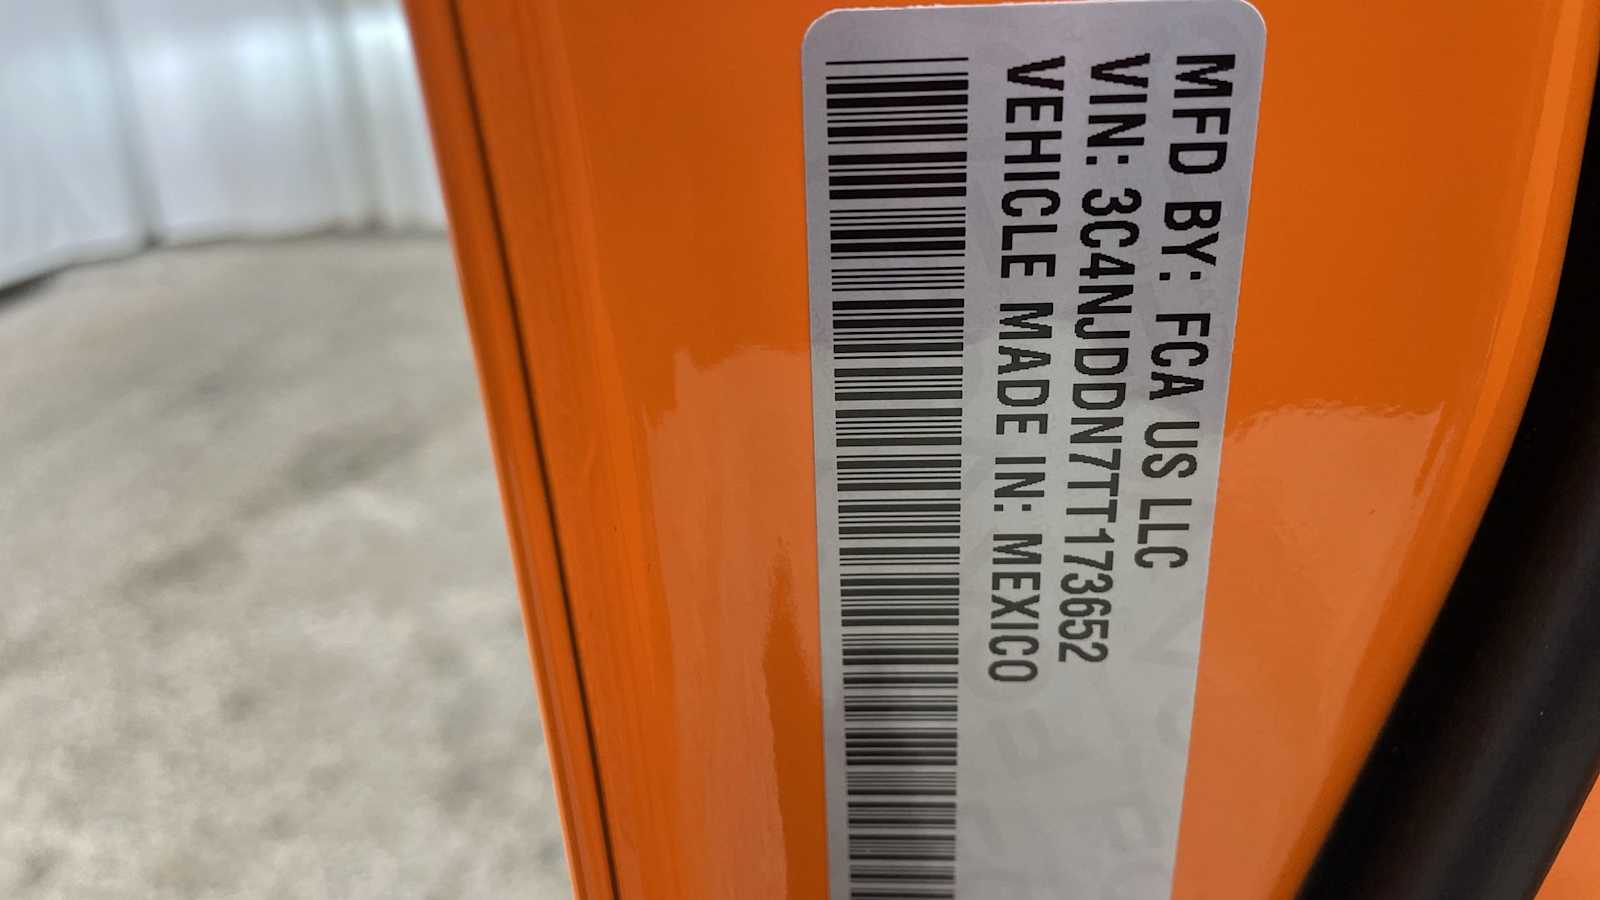 MFD BY: FCA US LLC
VIN: 3C4NJDDN7TT173652
VEHICLE MADE IN: MEXICO